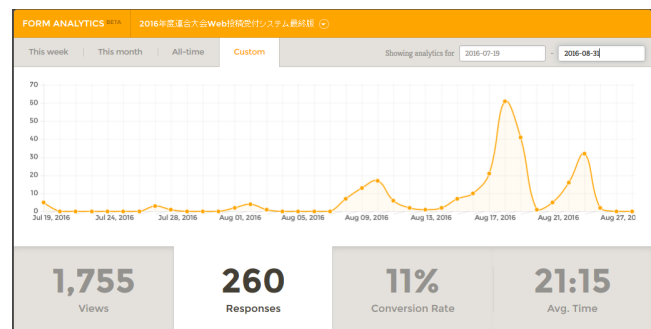 FORM ANALYTICS BETA 2016年度連合大会Web投稿受付システム最終版
This week This month All-time Custom Showing analytics for 2016-07-19 - 2016-08-31
70
60
50
40
30
20
10
0
Jul 19, 2016 Jul 24, 2016 Jul 28, 2016 Aug 01, 2016 Aug 05, 2016 Aug 09, 2016 Aug 13, 2016 Aug 17, 2016 Aug 21, 2016 Aug 27, 20
1,755 260 11% 21:15
Views Responses Conversion Rate Avg. Time